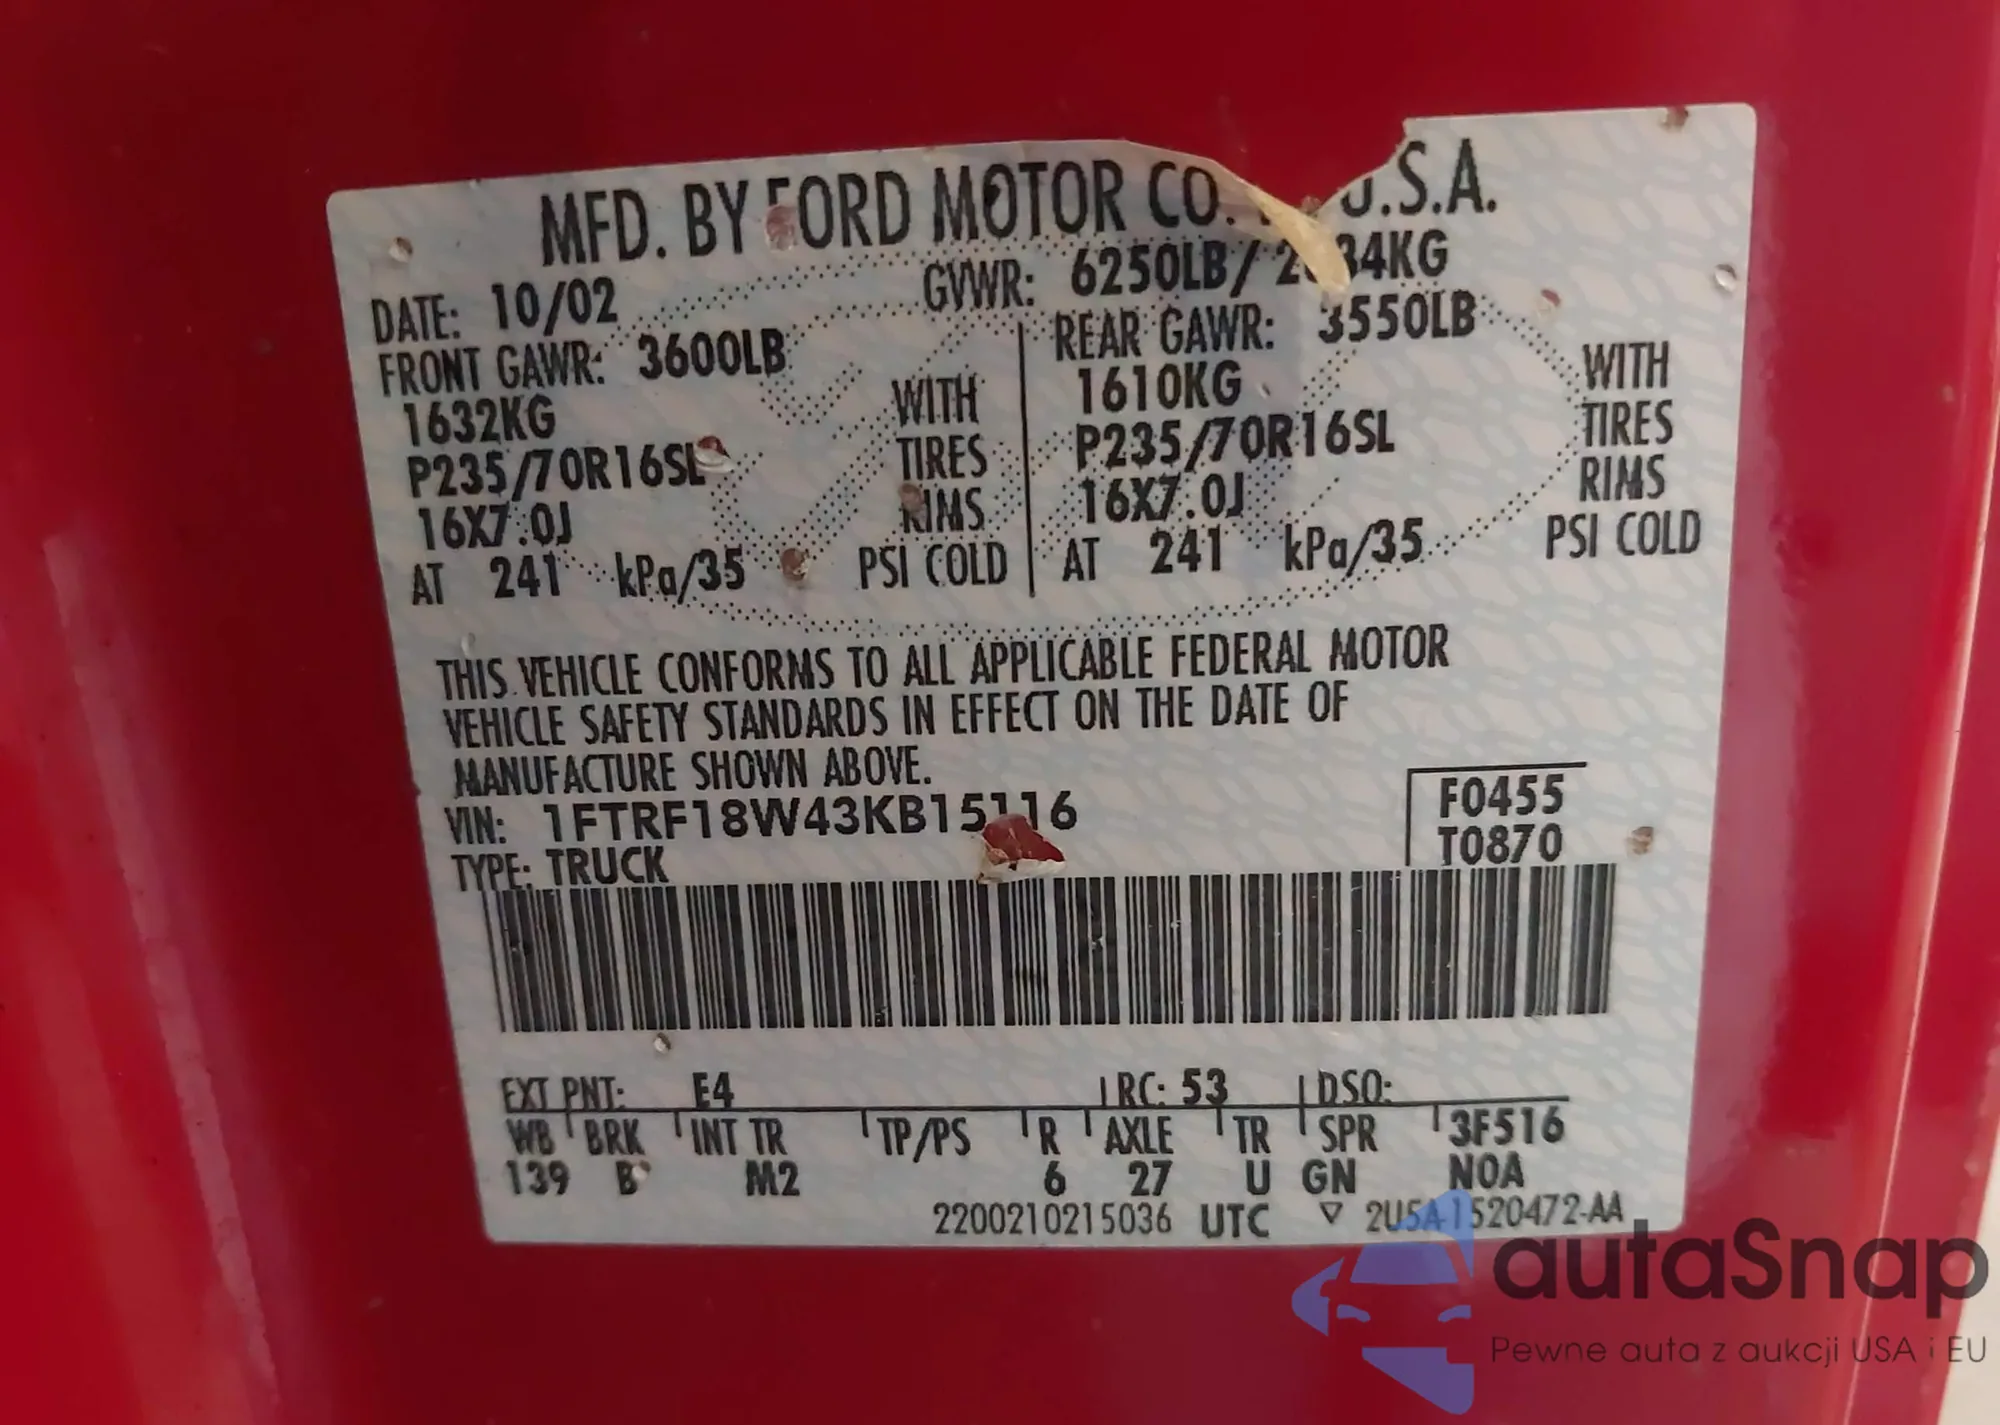 MFD. BY FORD MOTOR CO. U.S.A.
DATE: 10/02 GVWR: 6250LB/
FRONT GAWR: 3600LB REAR GAWR: 3550LB
1632KG WITH 1610KG WITH
P235/70R16SL TIRES P235/70R16SL TIRES
16X7.0J RIMS 16X7.0J RIMS
AT 241 kPa/35 PSI COLD AT 241 kPa/35 PSI COLD
THIS VEHICLE CONFORMS TO ALL APPLICABLE FEDERAL MOTOR
VEHICLE SAFETY STANDARDS IN EFFECT ON THE DATE OF
MANUFACTURE SHOWN ABOVE.
VIN: 1FTRF18W43KB15116 F0455
TYPE: TRUCK T0870
EXT PNT: E4 RC: 53 DSO:
WB BRK INT TR TP/PS R AXLE TR SPR 3F516
139 B M2 6 27 U GN N0A
2200210215036 UTC ▽ 2U5A1520472-AA
autaSnap
Pewne auta z aukcji USA i EU